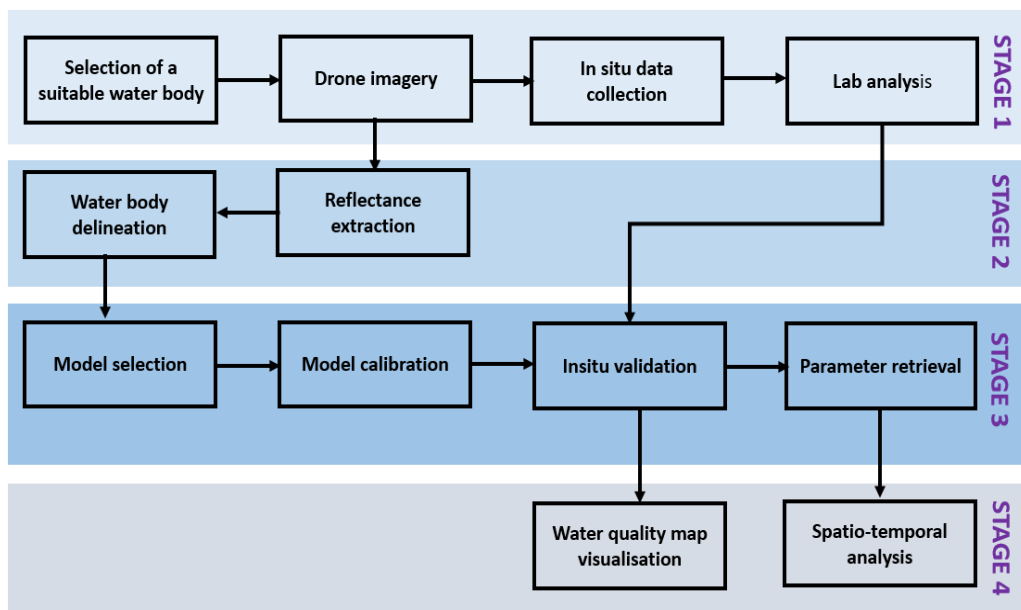 Selection of a
suitable water body
Drone imagery
In situ data
collection
Lab analysis
STAGE 1
Water body
delineation
Reflectance
extraction
STAGE 2
Model selection
Model calibration
Insitu validation
Parameter retrieval
STAGE 3
Water quality map
visualisation
Spatio-temporal
analysis
STAGE 4